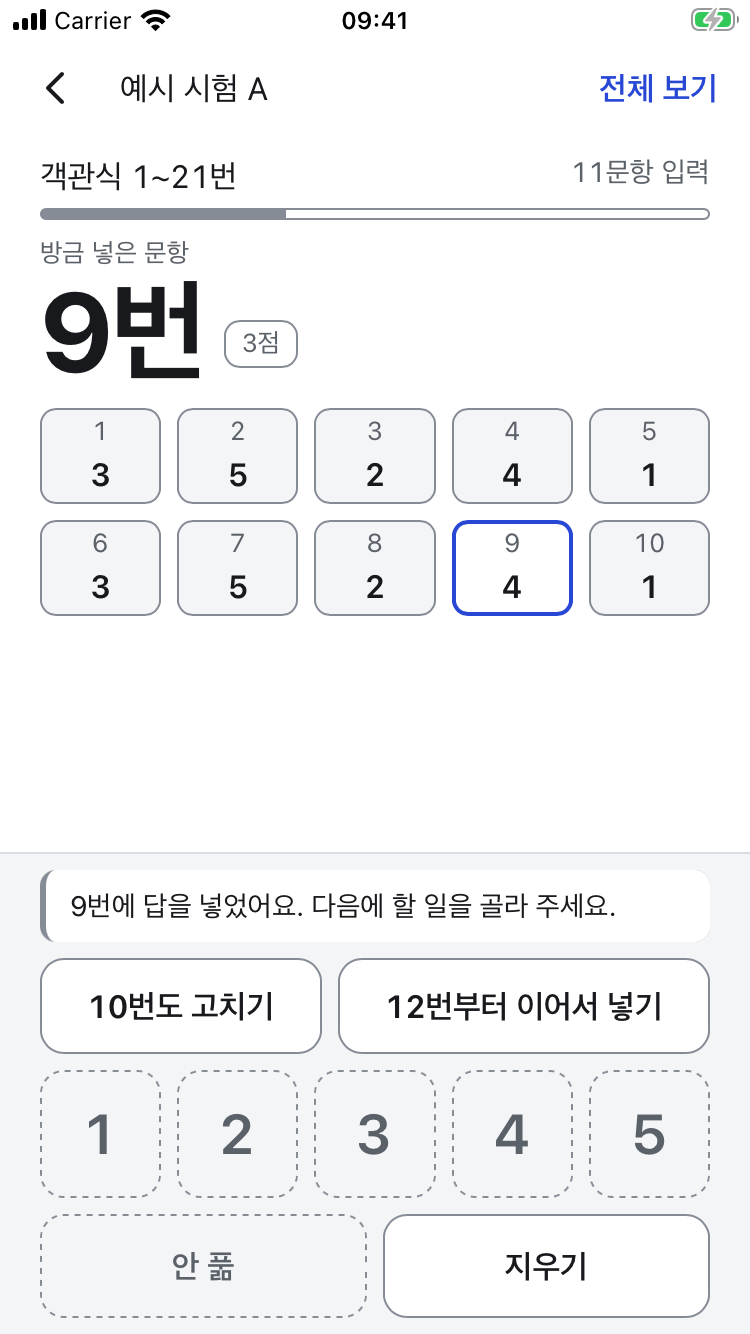 Carrier 09:41
예시 시험 A 전체 보기
객관식 1~21번 11문항 입력
방금 넣은 문항
9번 3점
1 2 3 4 5
3 5 2 4 1
6 7 8 9 10
3 5 2 4 1
9번에 답을 넣었어요. 다음에 할 일을 골라 주세요.
10번도 고치기 12번부터 이어서 넣기
1 2 3 4 5
안 풂 지우기